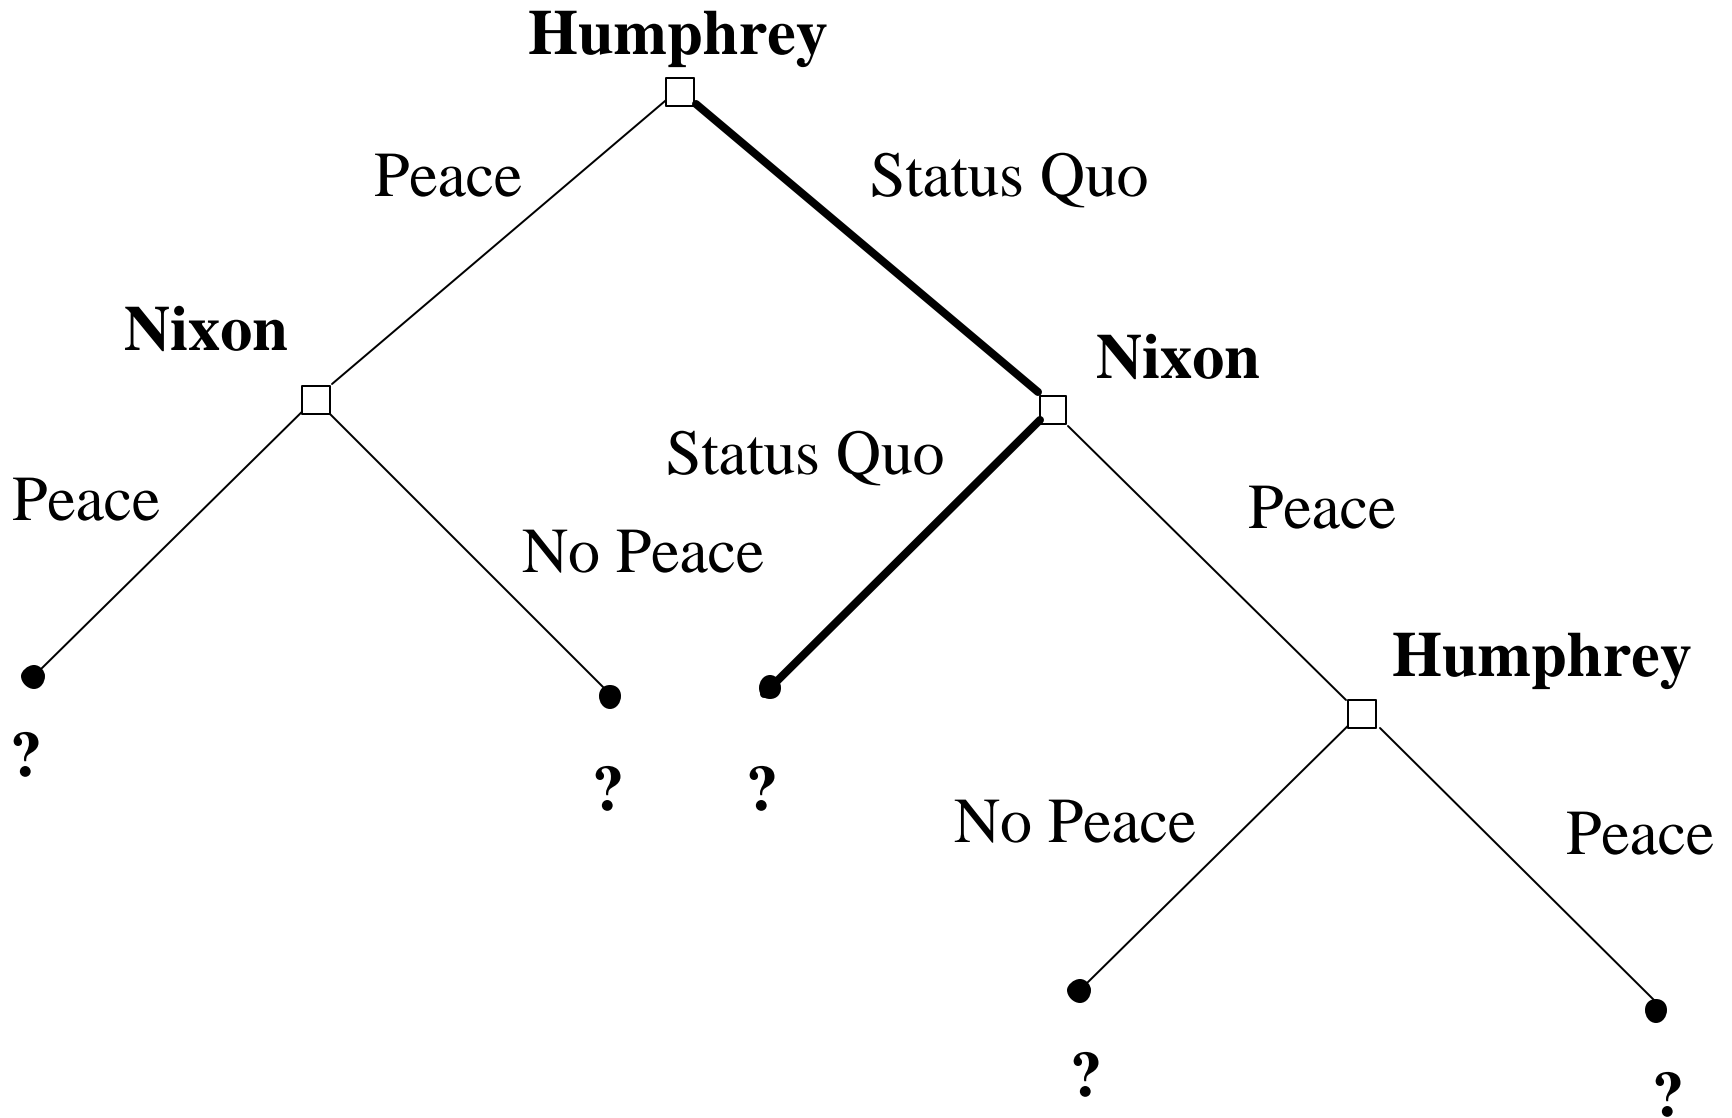 Humphrey
Peace
Status Quo
Nixon
Nixon
Status Quo
Peace
Peace
No Peace
Humphrey
?
?
?
No Peace
Peace
?
?